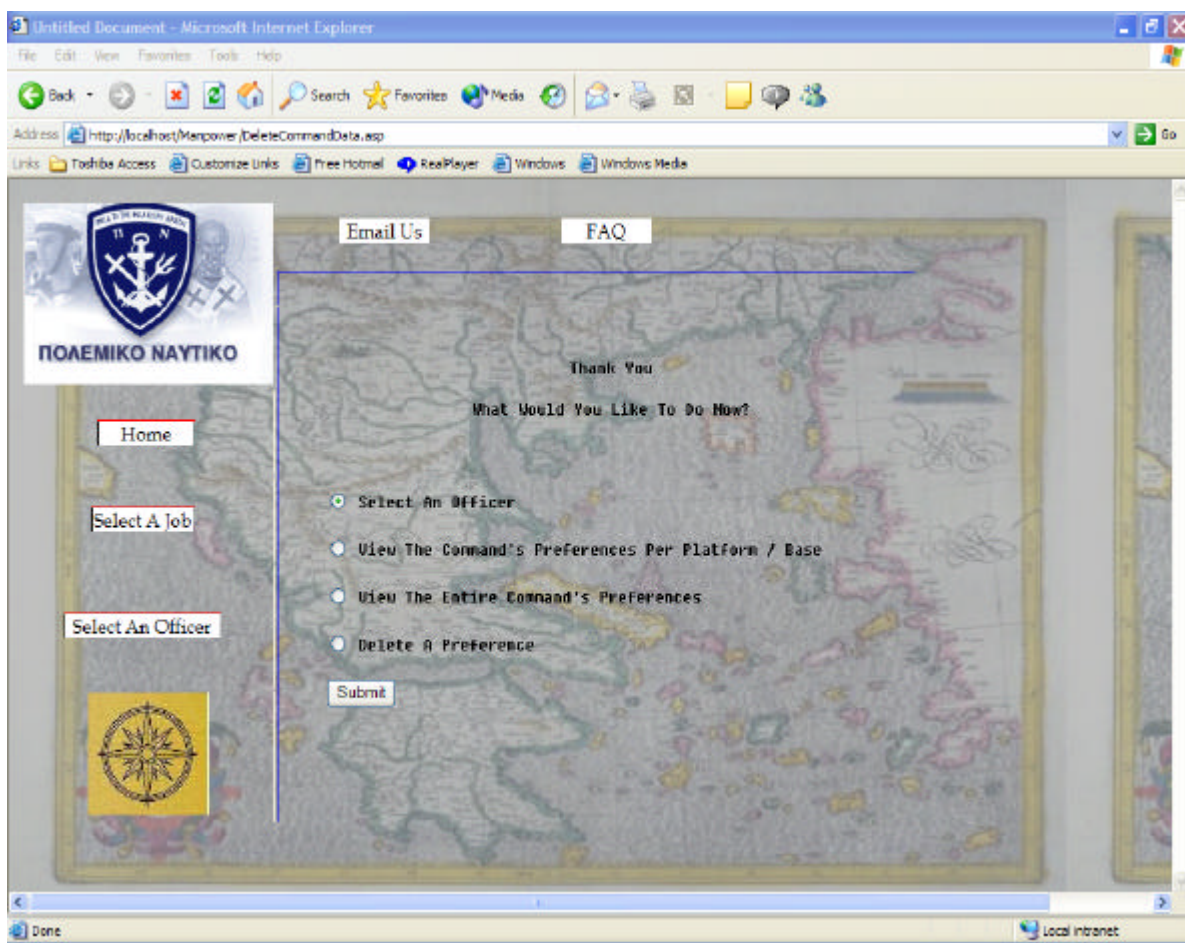 Untitled Document - Microsoft Internet Explorer
File Edit View Favorites Tools Help
Back Search Favorites Media
Address http://localhost/Manpower/DeleteCommandData.asp Go
Links Toshiba Access Customize Links Free Hotmail RealPlayer Windows Windows Media
Email Us FAQ
Π Ν
ΠΟΛΕΜΙΚΟ ΝΑΥΤΙΚΟ
Thank You
What Would You Like To Do Now?
Home
Select An Officer
Select A Job
View The Command's Preferences Per Platform / Base
View The Entire Command's Preferences
Select An Officer
Delete A Preference
Submit
Done Local intranet